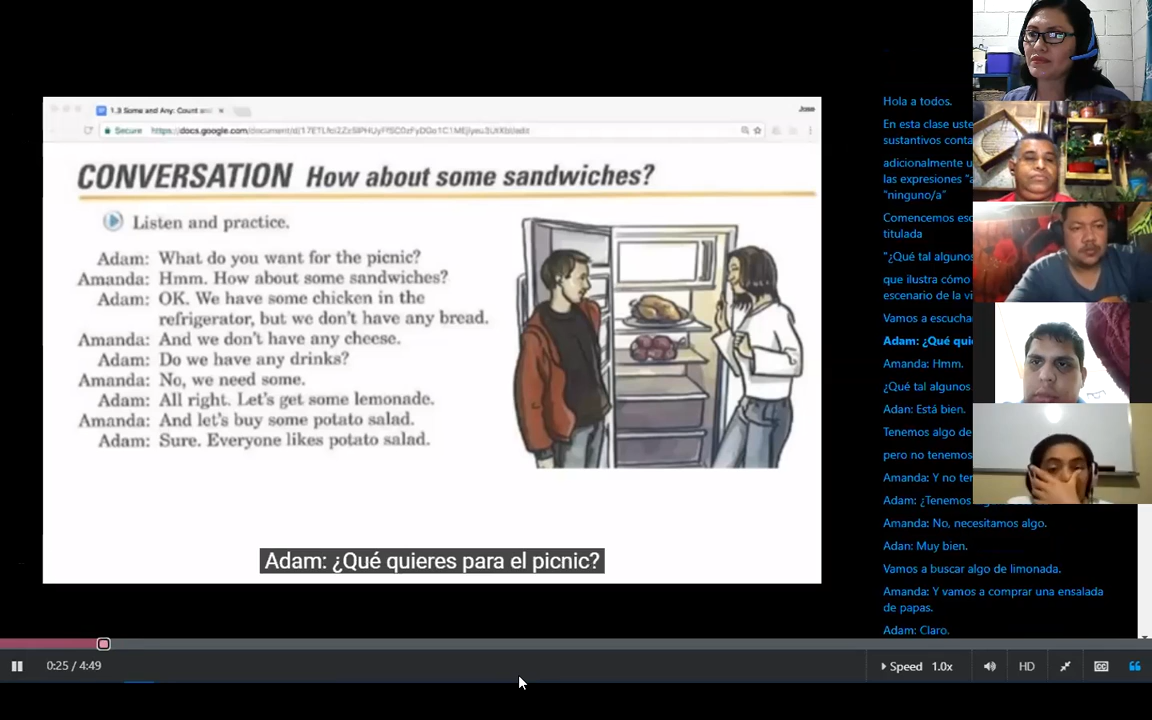 1.3 Some and Any: Count and
Jose
Secure
CONVERSATION How about some sandwiches?
Listen and practice.
Adam: What do you want for the picnic?
Amanda: Hmm. How about some sandwiches?
Adam: OK. We have some chicken in the
refrigerator, but we don't have any bread.
Amanda: And we don't have any cheese.
Adam: Do we have any drinks?
Amanda: No, we need some.
Adam: All right. Let's get some lemonade.
Amanda: And let's buy some potato salad.
Adam: Sure. Everyone likes potato salad.
Adam: ¿Qué quieres para el picnic?
Hola a todos.
En esta clase uste
sustantivos conta
adicionalmente u
las expresiones "a
"ninguno/a"
Comencemos esc
titulada
"¿Qué tal alguno
que ilustra cómo
escenario de la vi
Vamos a escucha
Adam: ¿Qué qui
Amanda: Hmm.
¿Qué tal algunos
Adan: Está bien.
Tenemos algo de
pero no tenemos
Amanda: Y no ter
Adam: ¿Tenemos
Amanda: No, necesitamos algo.
Adan: Muy bien.
Vamos a buscar algo de limonada.
Amanda: Y vamos a comprar una ensalada
de papas.
Adam: Claro.
0:25 / 4:49
Speed 1.0x
HD
CC